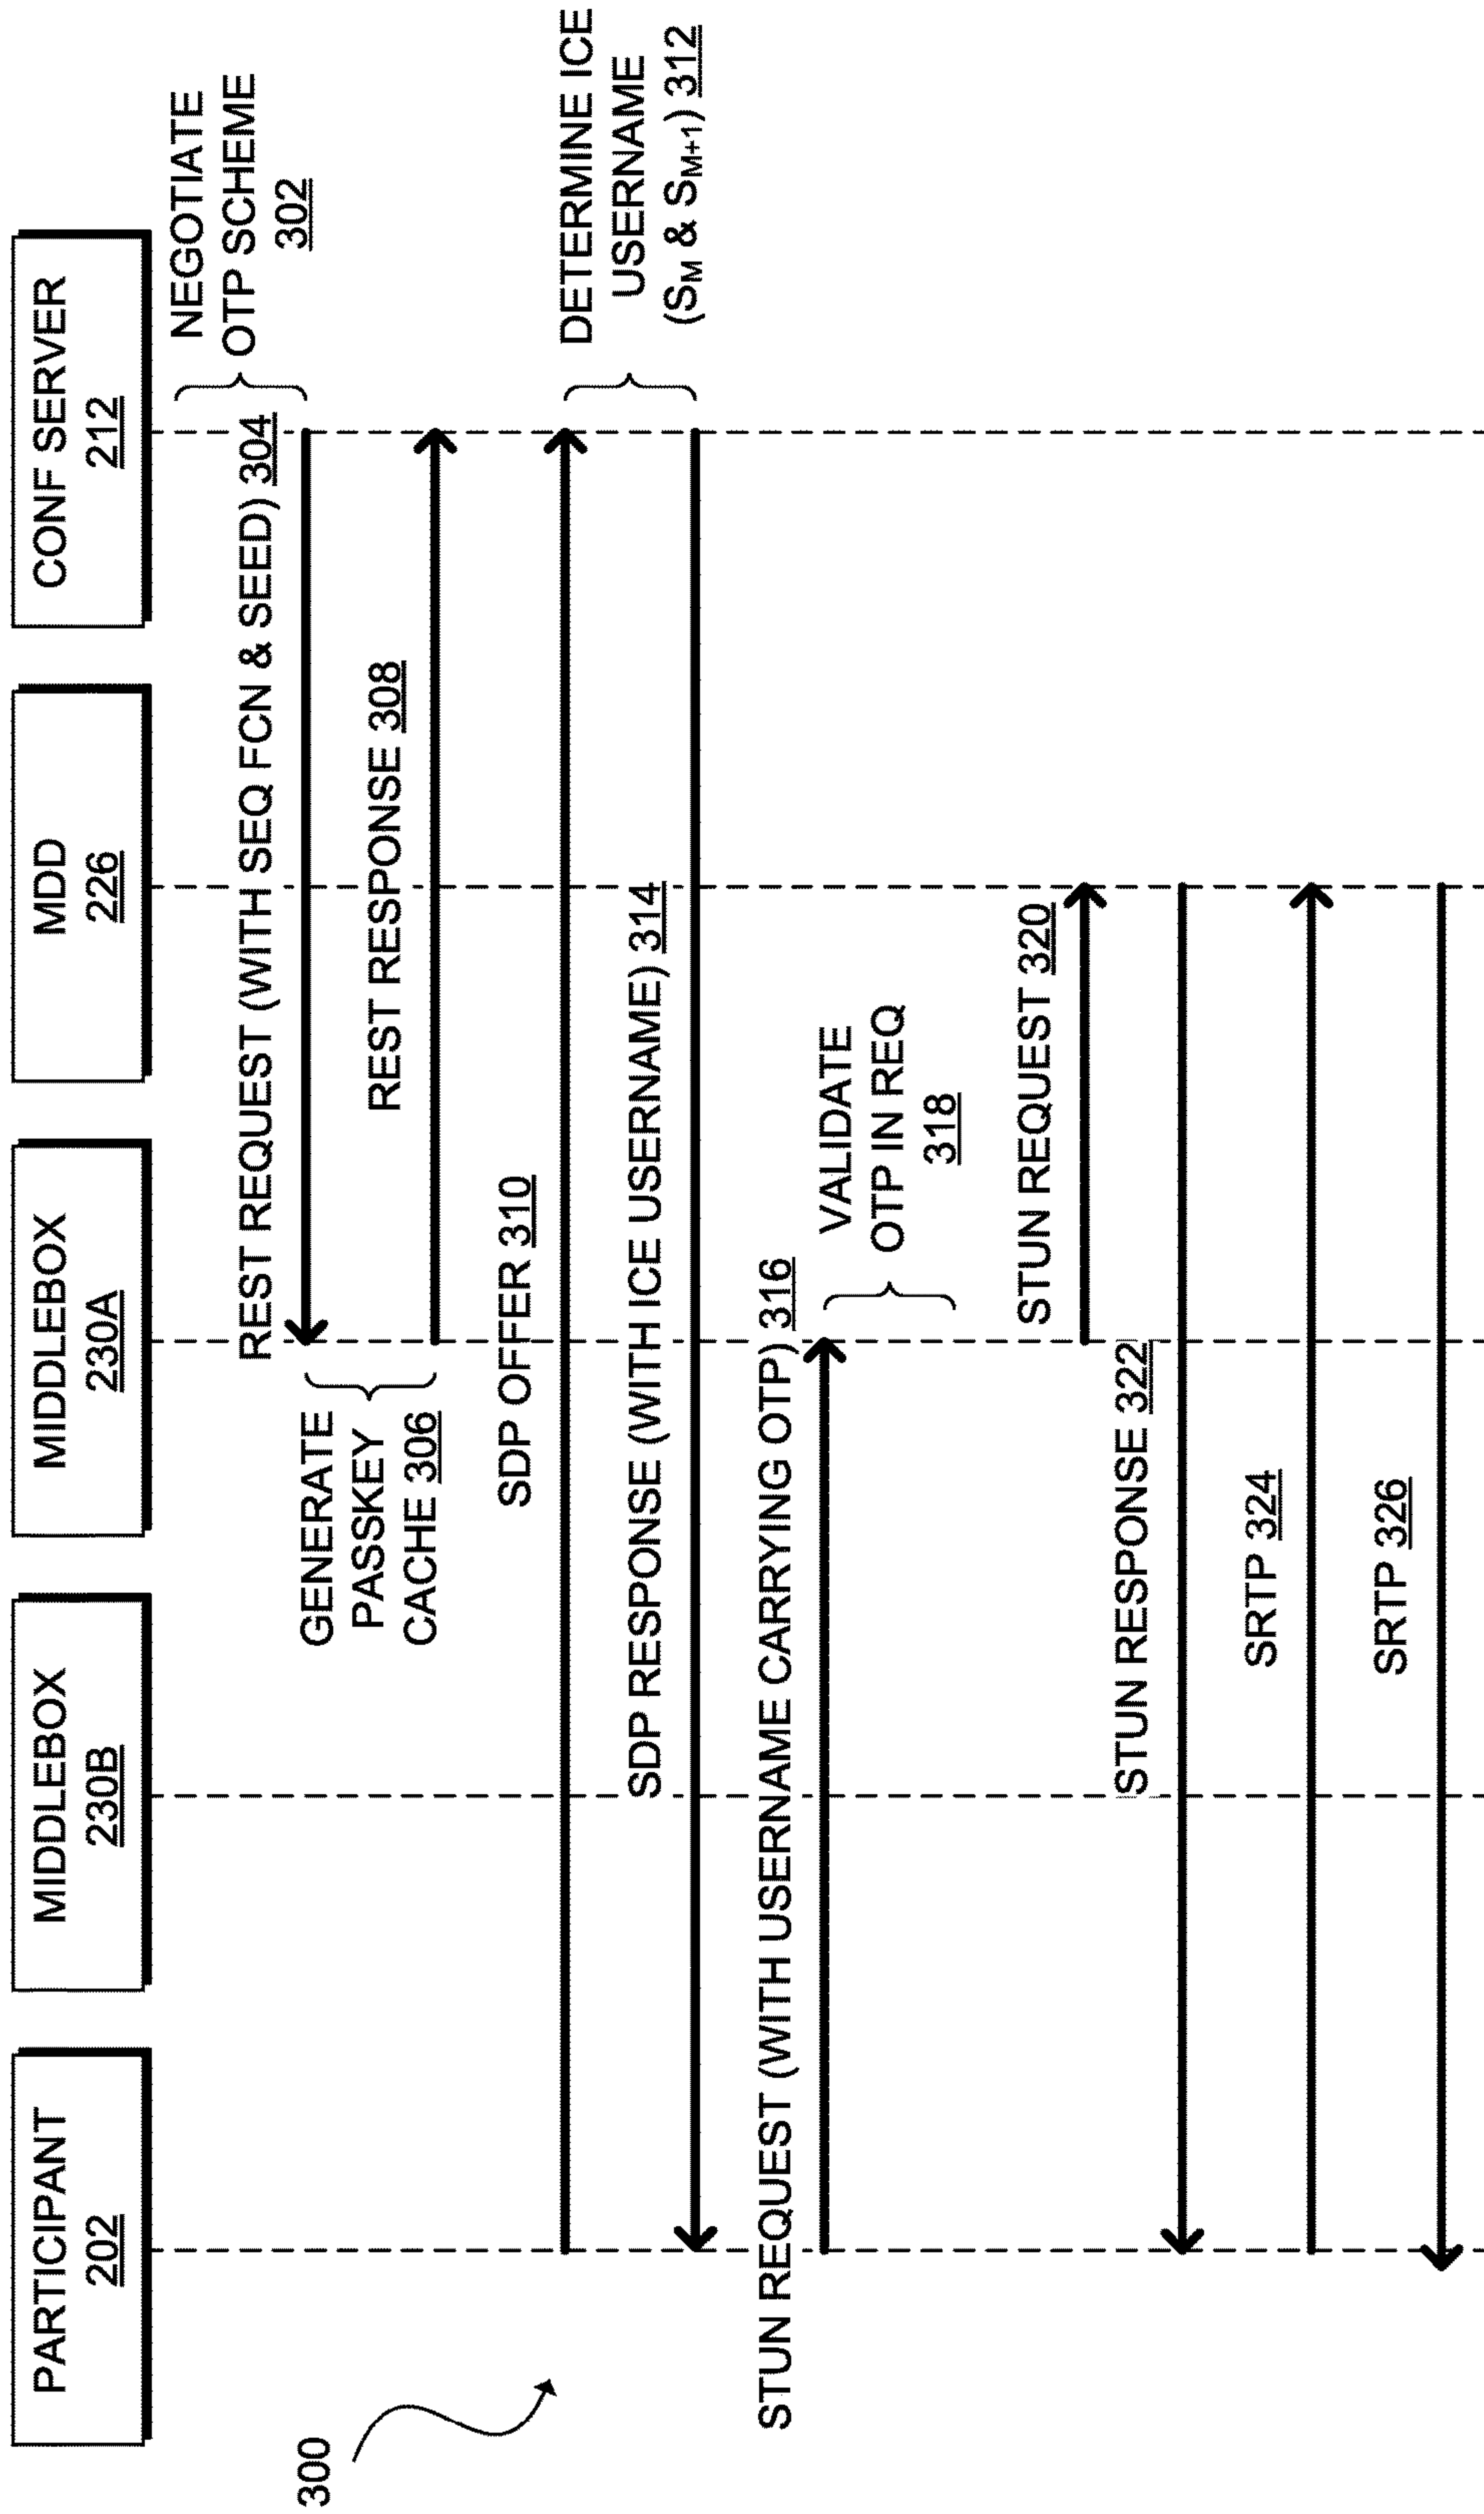 PARTICIPANT
202
MIDDLEBOX
230B
MIDDLEBOX
230A
MDD
226
CONF SERVER
212
NEGOTIATE
OTP SCHEME
302
REST REQUEST (WITH SEQ FCN & SEED) 304
GENERATE
PASSKEY
CACHE 306
REST RESPONSE 308
300
SDP OFFER 310
DETERMINE ICE
USERNAME
(SM & SM+1) 312
SDP RESPONSE (WITH ICE USERNAME) 314
STUN REQUEST (WITH USERNAME CARRYING OTP) 316
VALIDATE
OTP IN REQ
318
STUN REQUEST 320
STUN RESPONSE 322
SRTP 324
SRTP 326